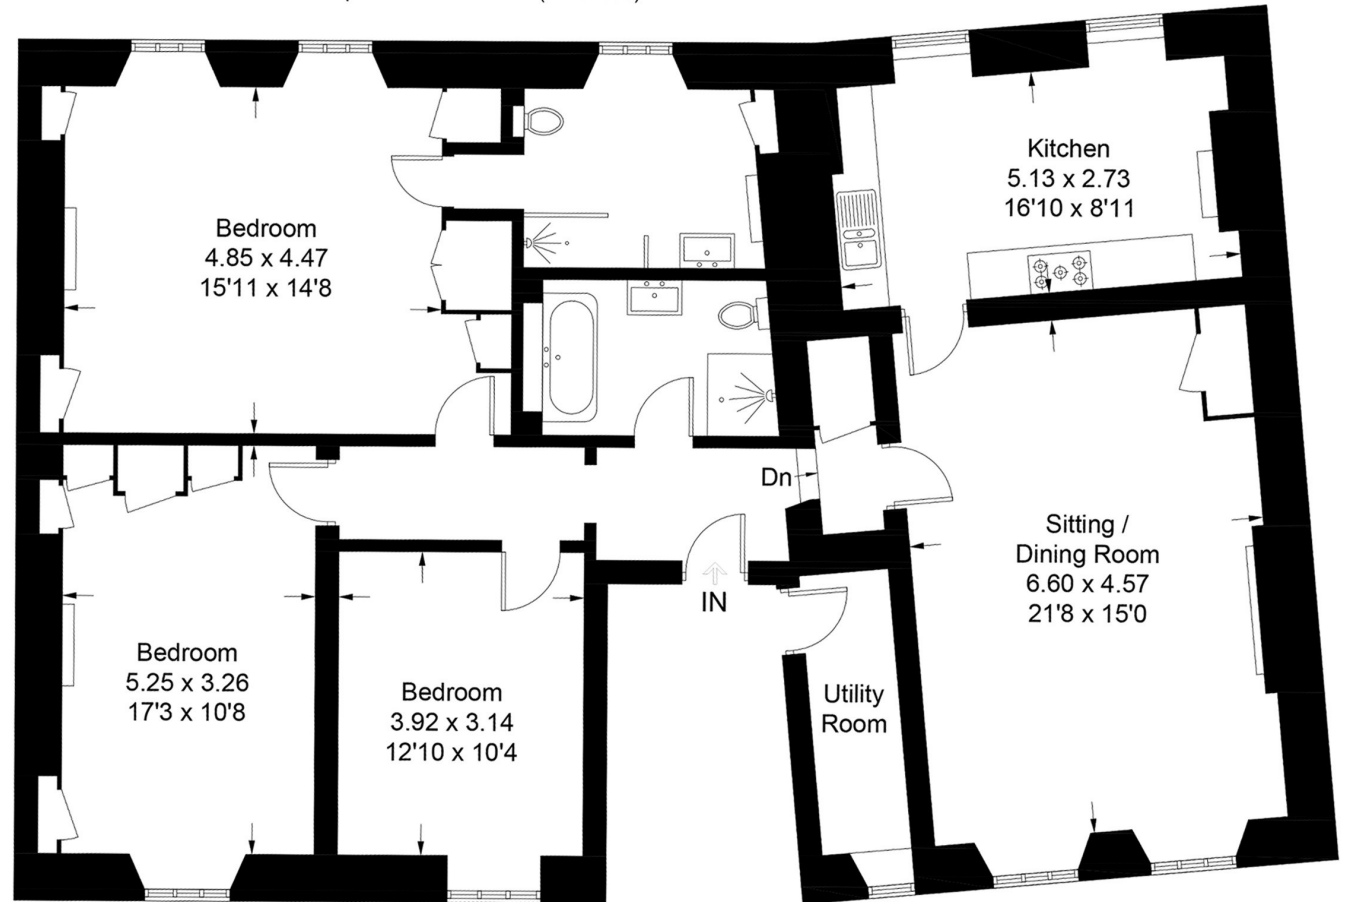 Kitchen
5.13 x 2.73
16'10 x 8'11
Bedroom
4.85 x 4.47
15'11 x 14'8
Dn
Sitting /
Dining Room
6.60 x 4.57
21'8 x 15'0
IN
Bedroom
5.25 x 3.26
17'3 x 10'8
Bedroom
3.92 x 3.14
12'10 x 10'4
Utility
Room